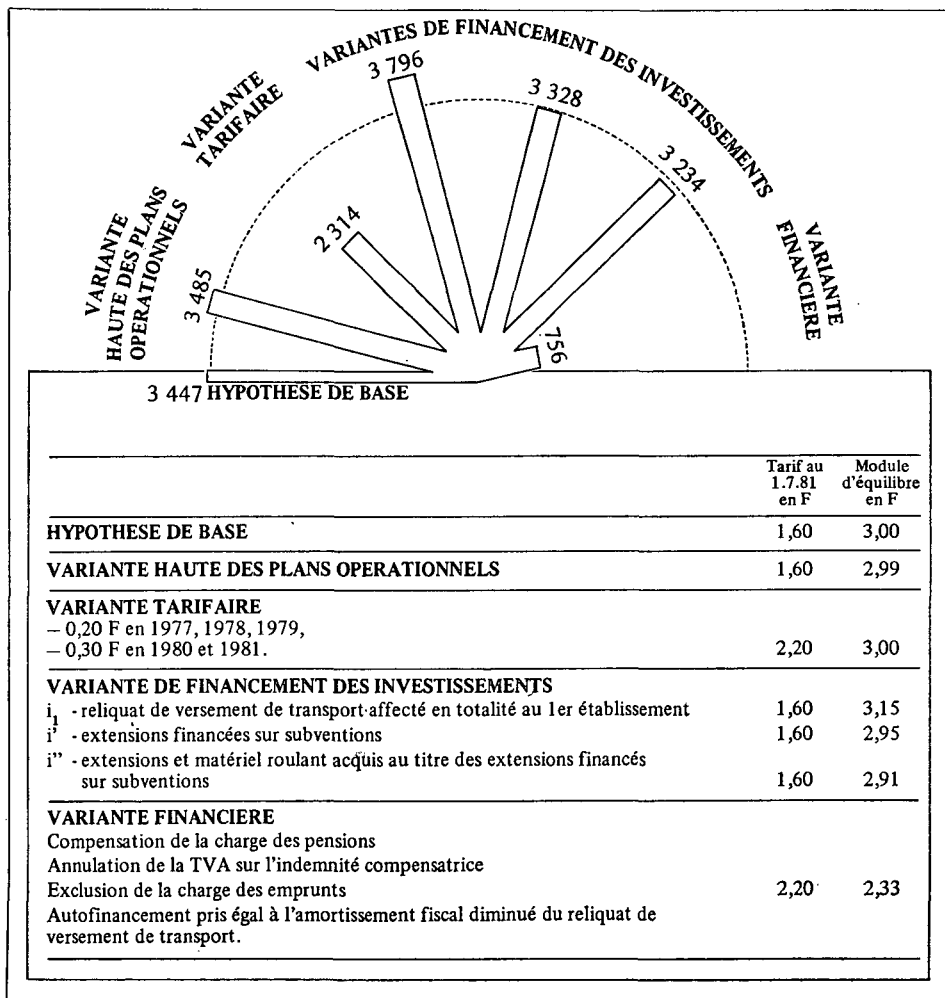 VARIANTES DE FINANCEMENT DES INVESTISSEMENTS
3 796
3 328
VARIANTE
TARIFAIRE
3 234
VARIANTE
HAUTE DES PLANS
OPERATIONNELS
2 314
VARIANTE
FINANCIERE
3 485
756
3 447 HYPOTHESE DE BASE
Tarif au
1.7.81
en F
Module
d'équilibre
en F
HYPOTHESE DE BASE 1,60 3,00
VARIANTE HAUTE DES PLANS OPERATIONNELS 1,60 2,99
VARIANTE TARIFAIRE
– 0,20 F en 1977, 1978, 1979,
– 0,30 F en 1980 et 1981. 2,20 3,00
VARIANTE DE FINANCEMENT DES INVESTISSEMENTS
i₁ - reliquat de versement de transport affecté en totalité au 1er établissement 1,60 3,15
i' - extensions financées sur subventions 1,60 2,95
i" - extensions et matériel roulant acquis au titre des extensions financés
sur subventions 1,60 2,91
VARIANTE FINANCIERE
Compensation de la charge des pensions
Annulation de la TVA sur l'indemnité compensatrice
Exclusion de la charge des emprunts 2,20 2,33
Autofinancement pris égal à l'amortissement fiscal diminué du reliquat de
versement de transport.